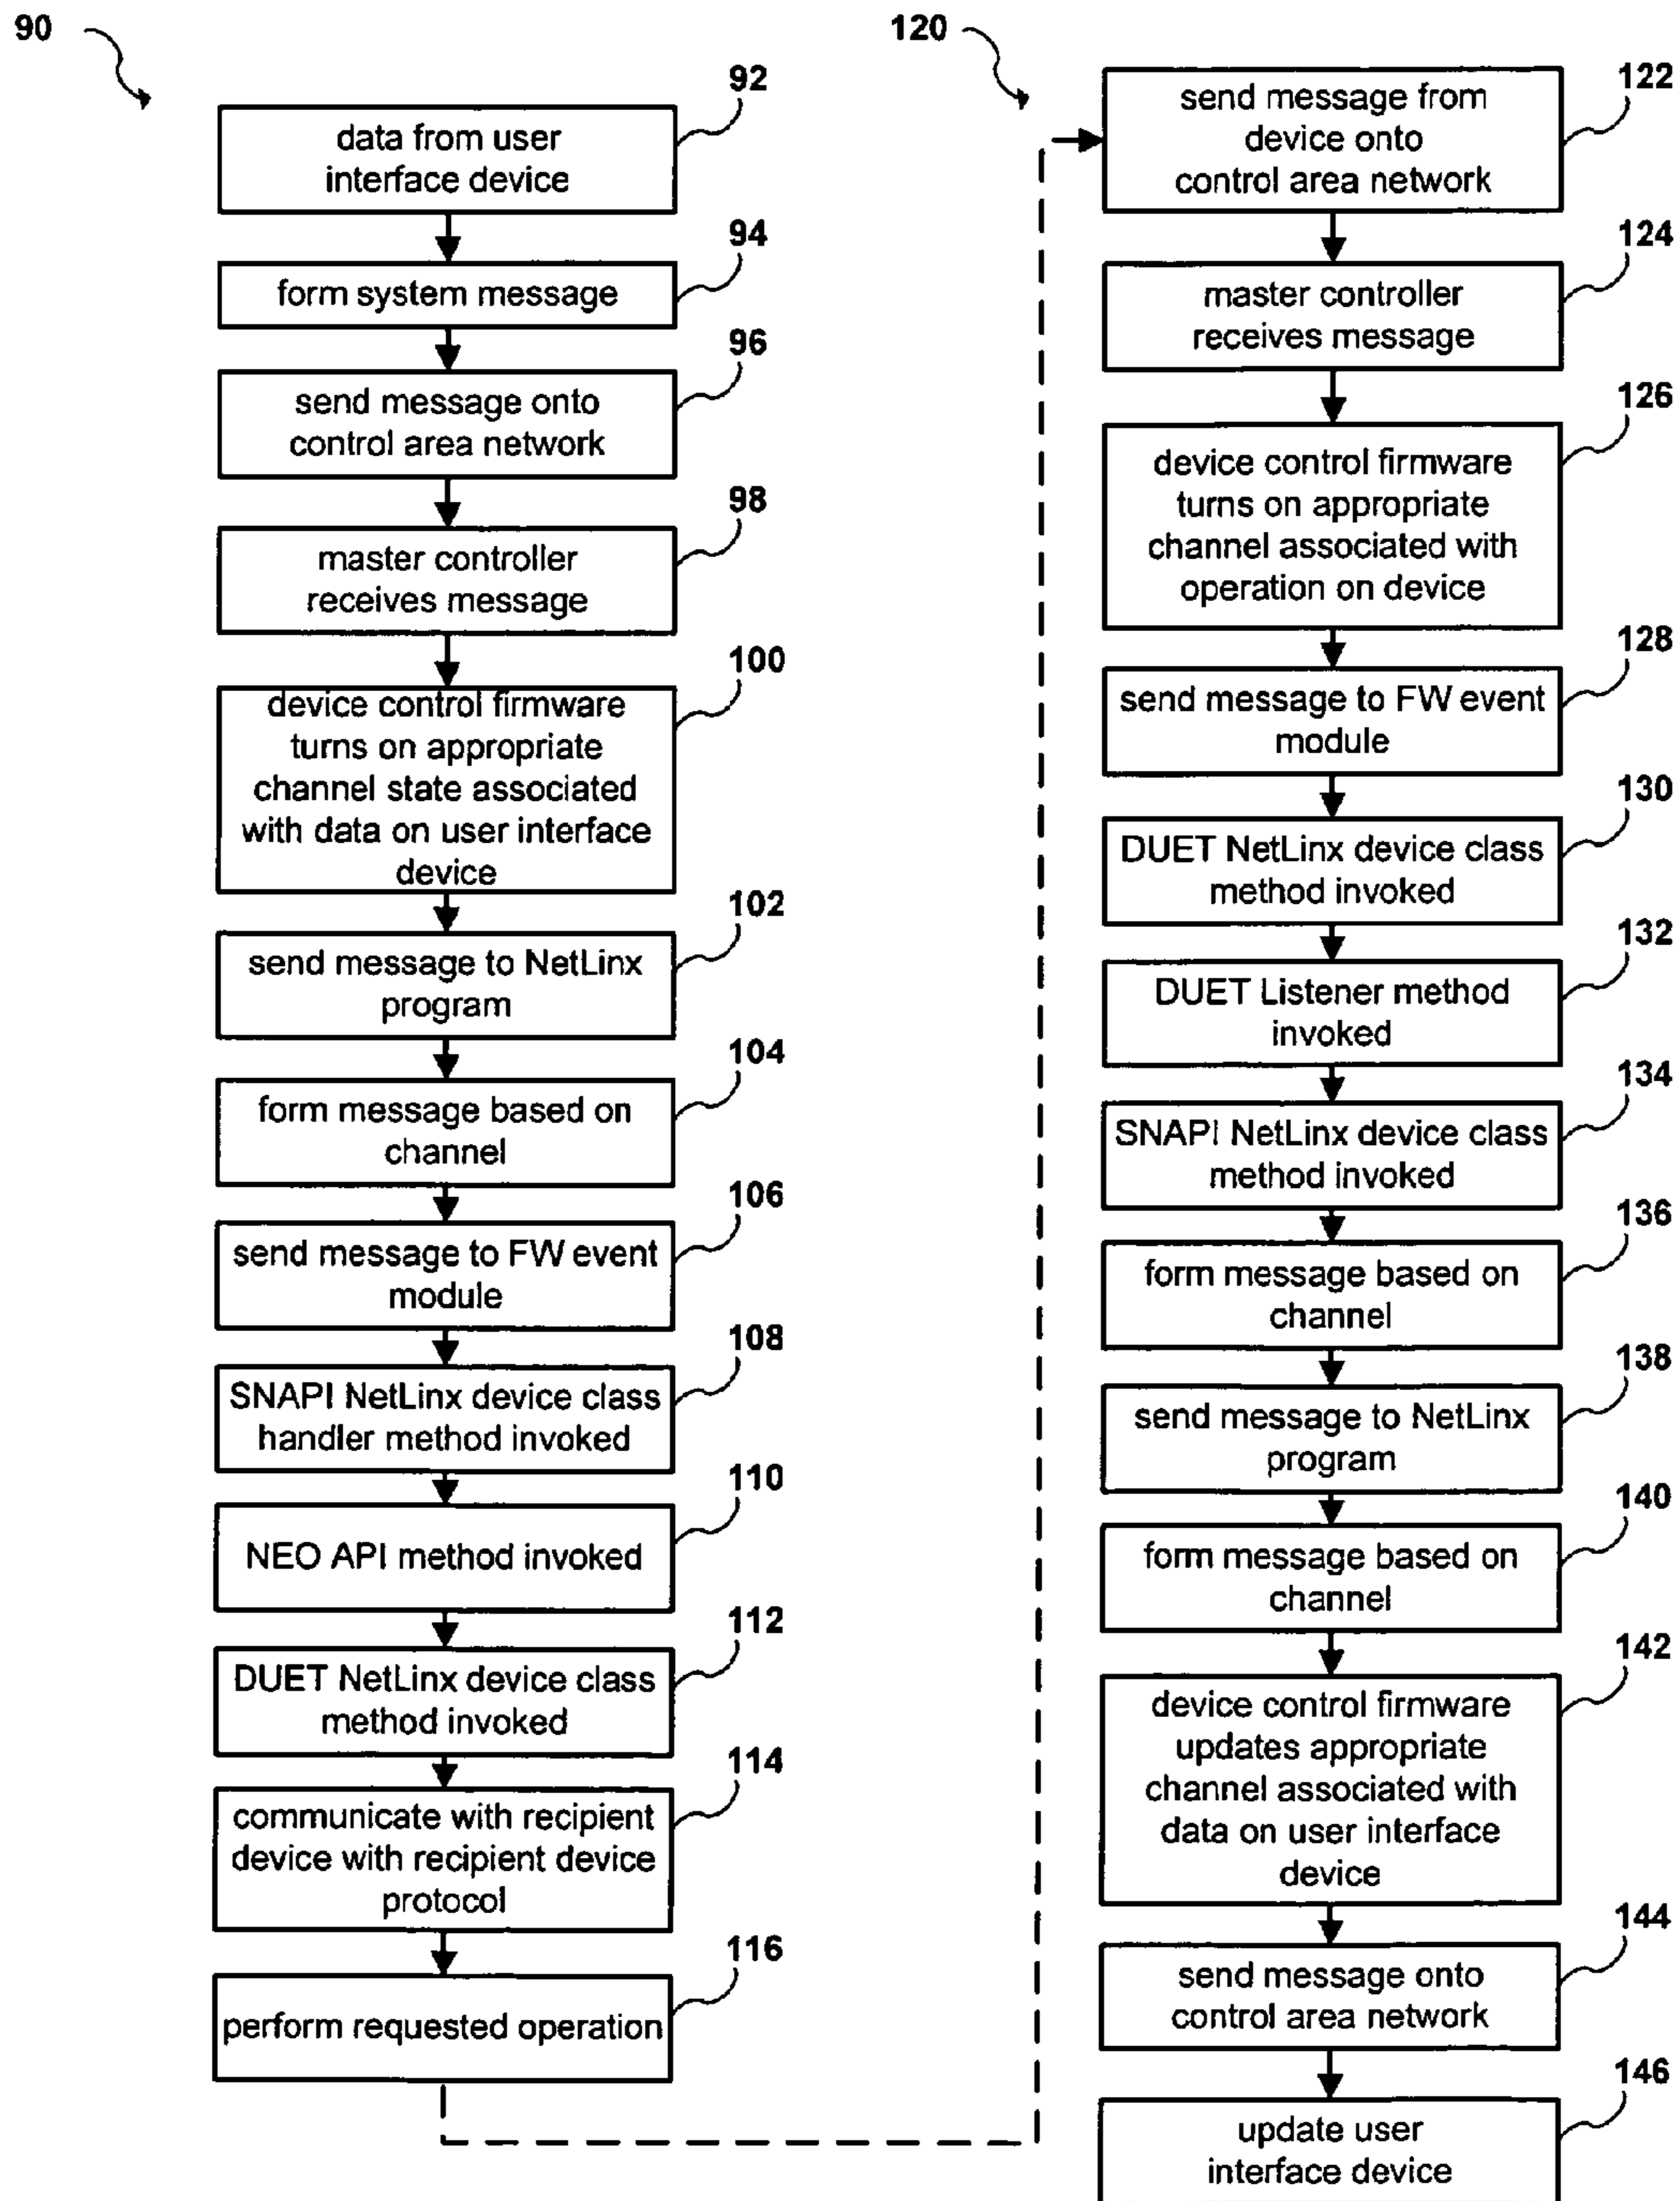 90
92
data from user
interface device
94
form system message
96
send message onto
control area network
98
master controller
receives message
100
device control firmware
turns on appropriate
channel state associated
with data on user interface
device
102
send message to NetLinx
program
104
form message based on
channel
106
send message to FW event
module
108
SNAPI NetLinx device class
handler method invoked
110
NEO API method invoked
112
DUET NetLinx device class
method invoked
114
communicate with recipient
device with recipient device
protocol
116
perform requested operation
120
122
send message from
device onto
control area network
124
master controller
receives message
126
device control firmware
turns on appropriate
channel associated with
operation on device
128
send message to FW event
module
130
DUET NetLinx device class
method invoked
132
DUET Listener method
invoked
134
SNAPI NetLinx device class
method invoked
136
form message based on
channel
138
send message to NetLinx
program
140
form message based on
channel
142
device control firmware
updates appropriate
channel associated with
data on user interface
device
144
send message onto
control area network
146
update user
interface device